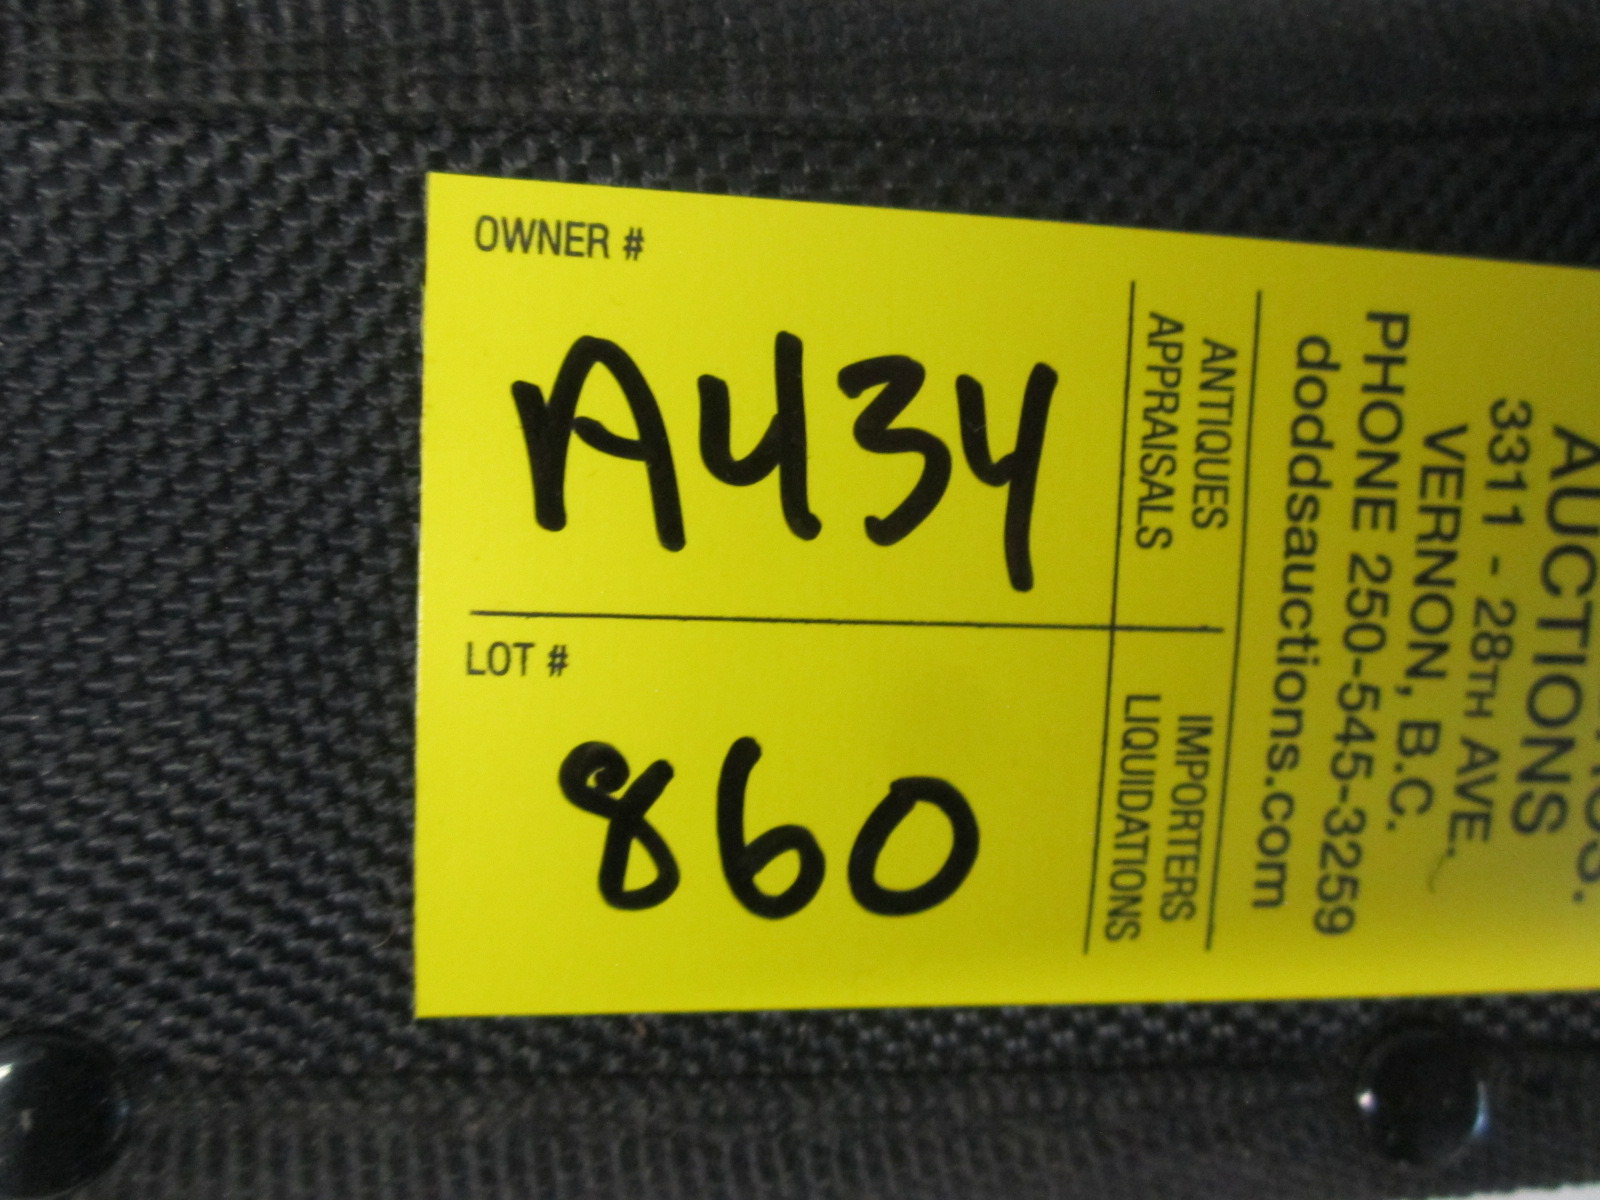 OWNER #
A434
LOT #
860
AUCTIONS
3311 - 28TH AVE.
VERNON, B.C.
PHONE 250-545-3259
doddsauctions.com
ANTIQUES
APPRAISALS
IMPORTERS
LIQUIDATIONS